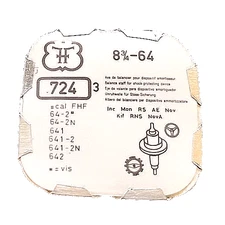 FHF
8¾-64
.724 3
Axe de balancier pour dispositif amortisseur
Balance staff for shock protecting device
Tija de volante para dispositivo amortiguador
Unruhwelle für Stoss-Sicherung
=cal FHF
64-2*
64-2N
641
641-2
641-2N
642
Inc Mon RS AE Nov
Kif RNS NovA
*=vis